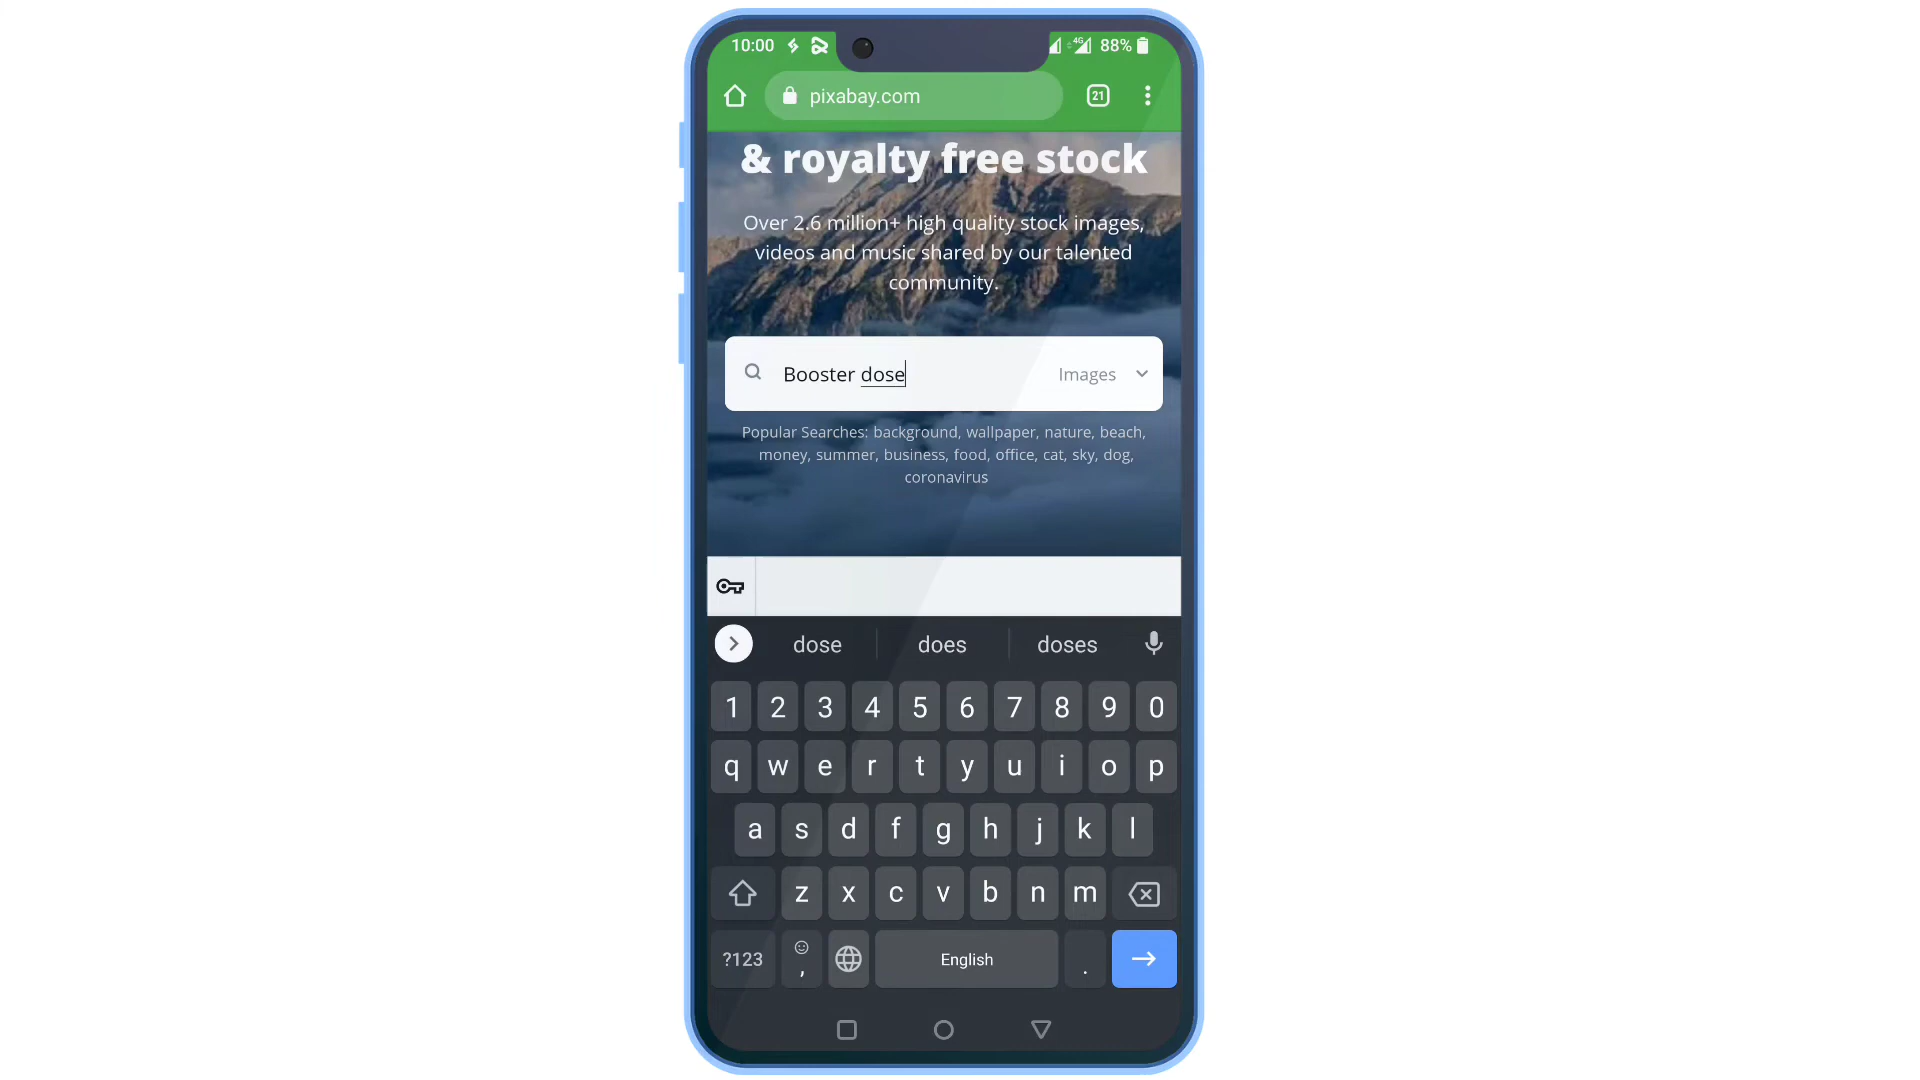 10:00 4G 88%
pixabay.com 21
& royalty free stock
Over 2.6 million+ high quality stock images,
videos and music shared by our talented
community.
Booster dose Images
Popular Searches: background, wallpaper, nature, beach,
money, summer, business, food, office, cat, sky, dog,
coronavirus
dose does doses
1 2 3 4 5 6 7 8 9 0
q w e r t y u i o p
a s d f g h j k l
z x c v b n m
?123 , English .